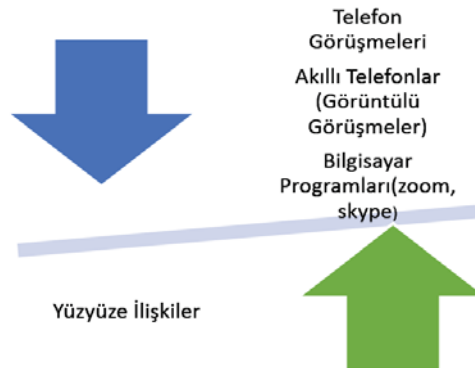 Telefon
Görüşmeleri
Akıllı Telefonlar
(Görüntülü
Görüşmeler)
Bilgisayar
Programları(zoom,
skype)
Yüzyüze İlişkiler